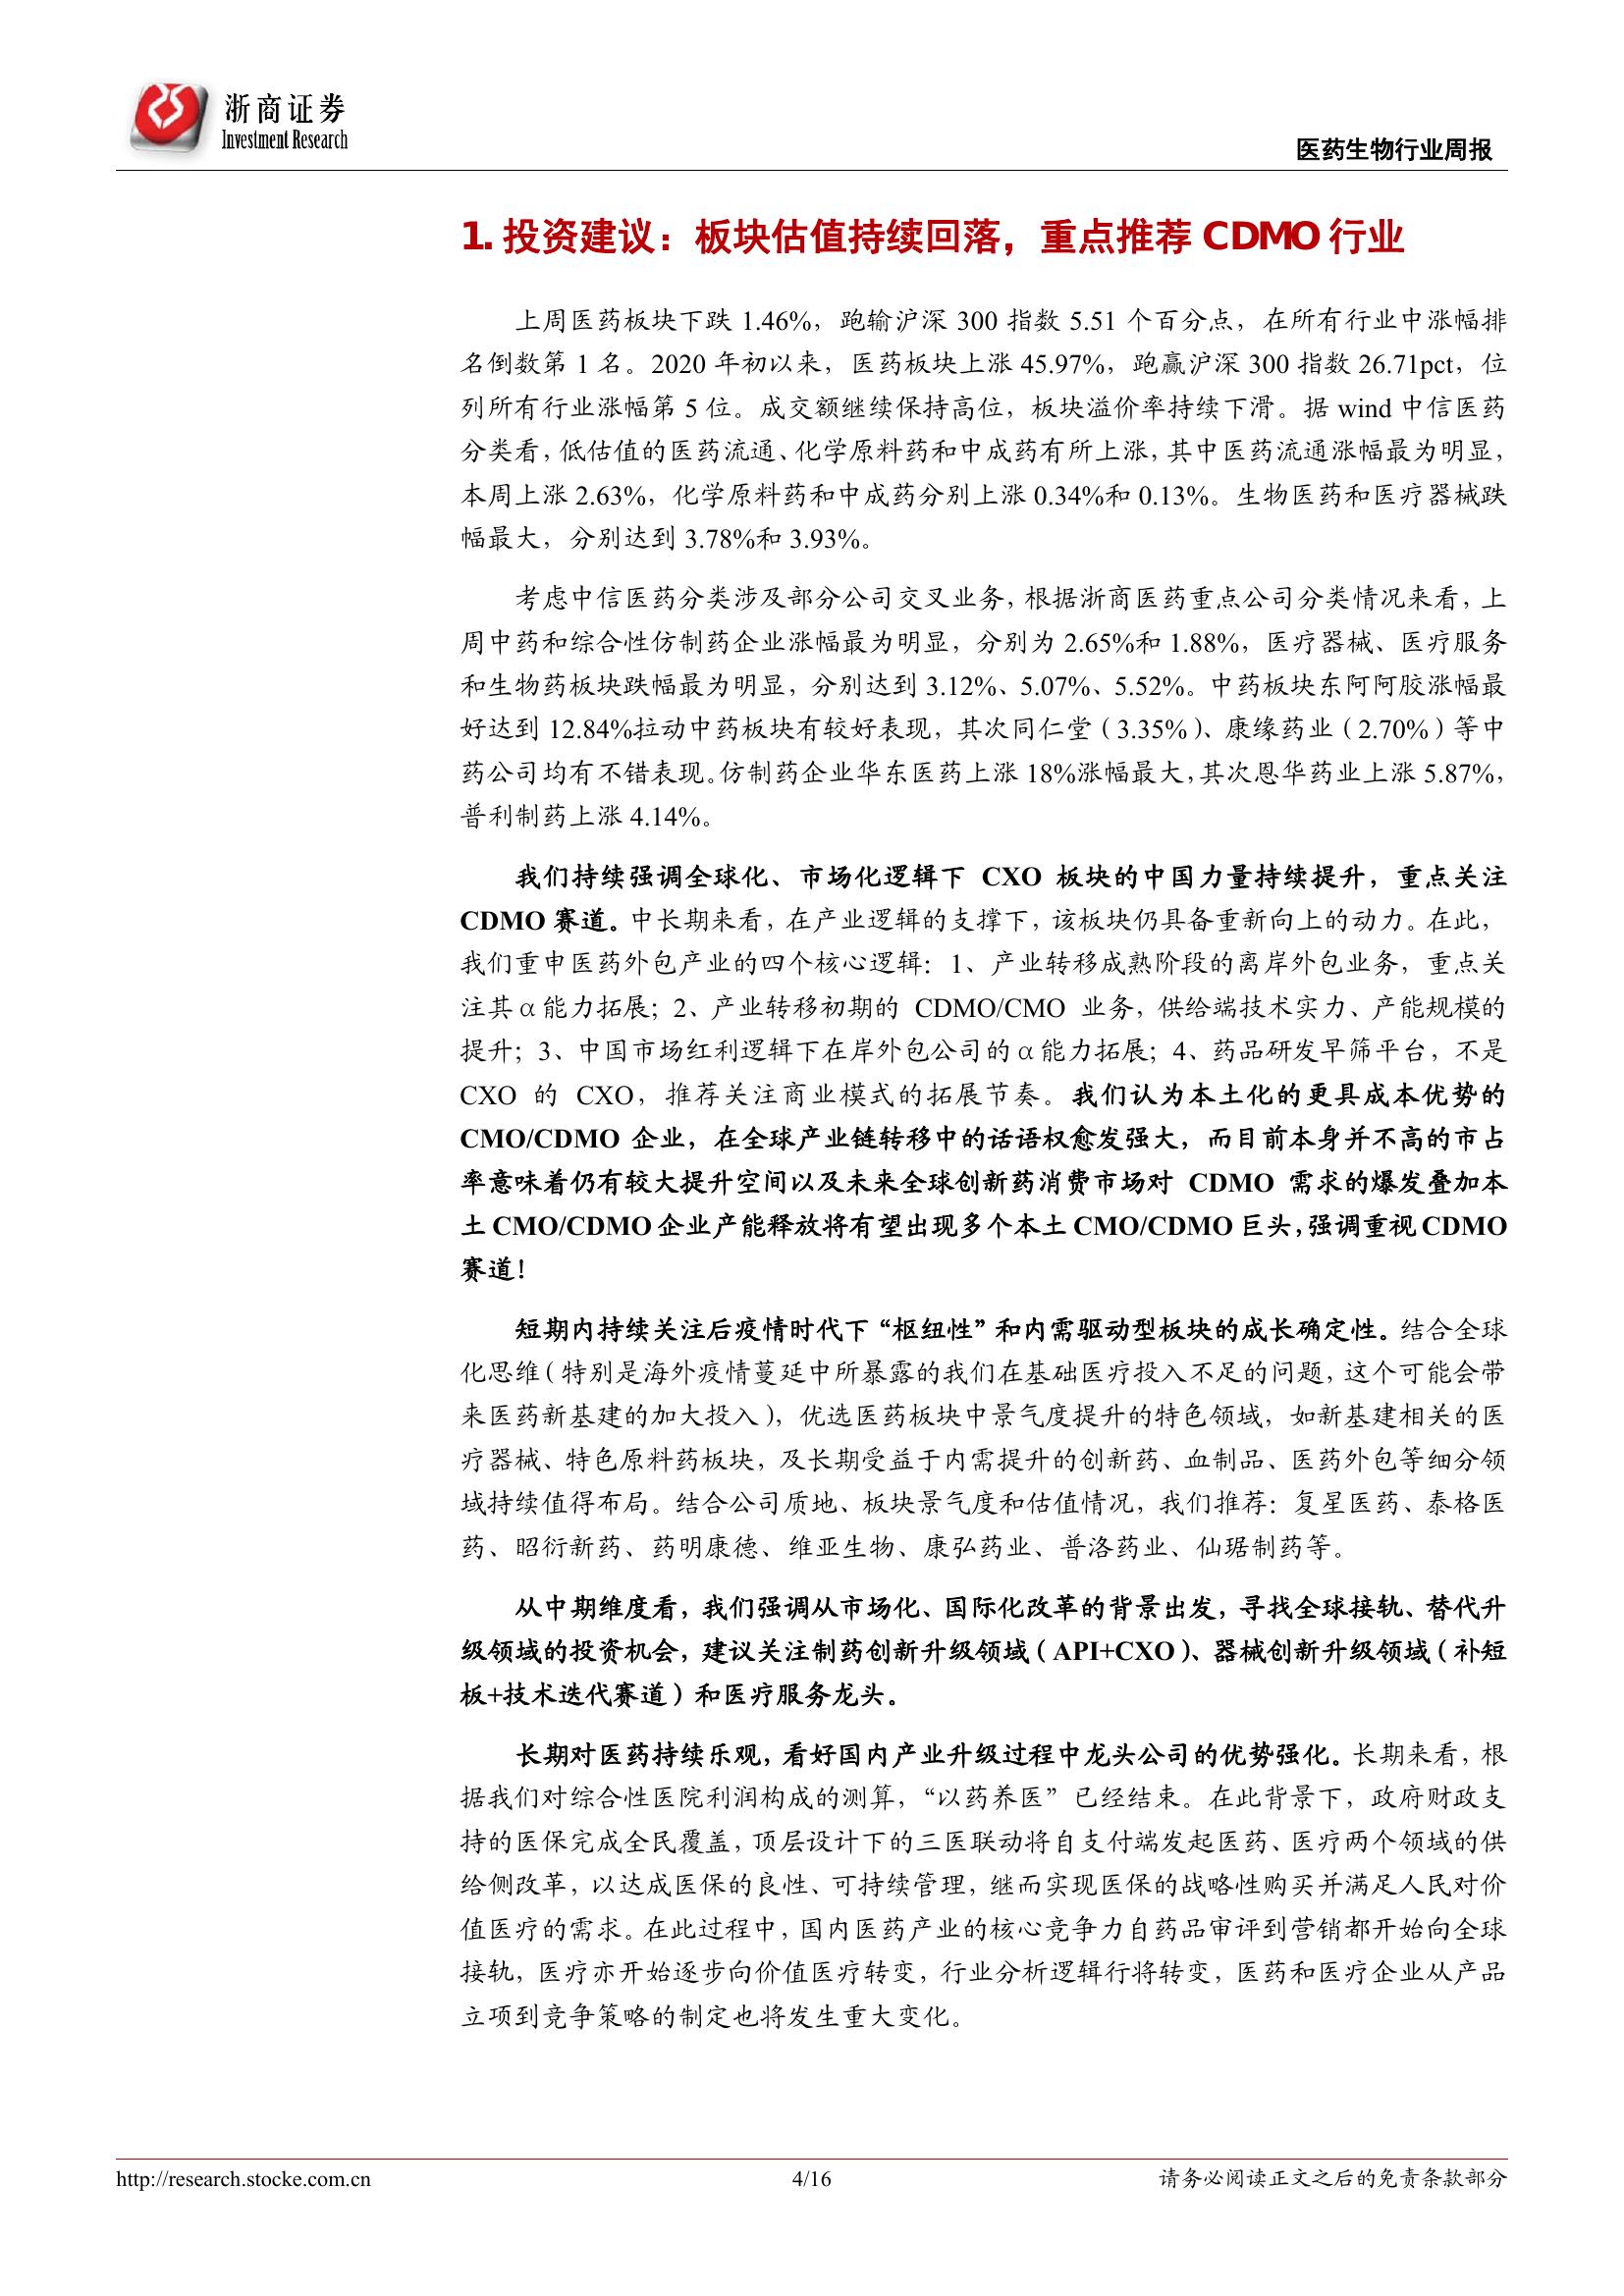 浙商证券
Investment Research
医药生物行业周报
1. 投资建议：板块估值持续回落，重点推荐 CDMO 行业
上周医药板块下跌 1.46%，跑输沪深 300 指数 5.51 个百分点，在所有行业中涨幅排
名倒数第 1 名。2020 年初以来，医药板块上涨 45.97%，跑赢沪深 300 指数 26.71pct，位
列所有行业涨幅第 5 位。成交额继续保持高位，板块溢价率持续下滑。据 wind 中信医药
分类看，低估值的医药流通、化学原料药和中成药有所上涨，其中医药流通涨幅最为明显，
本周上涨 2.63%，化学原料药和中成药分别上涨 0.34%和 0.13%。生物医药和医疗器械跌
幅最大，分别达到 3.78%和 3.93%。
考虑中信医药分类涉及部分公司交叉业务，根据浙商医药重点公司分类情况来看，上
周中药和综合性仿制药企业涨幅最为明显，分别为 2.65%和 1.88%，医疗器械、医疗服务
和生物药板块跌幅最为明显，分别达到 3.12%、5.07%、5.52%。中药板块东阿阿胶涨幅最
好达到 12.84%拉动中药板块有较好表现，其次同仁堂（3.35%）、康缘药业（2.70%）等中
药公司均有不错表现。仿制药企业华东医药上涨 18%涨幅最大，其次恩华药业上涨 5.87%，
普利制药上涨 4.14%。
我们持续强调全球化、市场化逻辑下 CXO 板块的中国力量持续提升，重点关注
CDMO 赛道。中长期来看，在产业逻辑的支撑下，该板块仍具备重新向上的动力。在此，
我们重申医药外包产业的四个核心逻辑：1、产业转移成熟阶段的离岸外包业务，重点关
注其 α 能力拓展；2、产业转移初期的 CDMO/CMO 业务，供给端技术实力、产能规模的
提升；3、中国市场红利逻辑下在岸外包公司的 α 能力拓展；4、药品研发早筛平台，不是
CXO 的 CXO，推荐关注商业模式的拓展节奏。我们认为本土化的更具成本优势的
CMO/CDMO 企业，在全球产业链转移中的话语权愈发强大，而目前本身并不高的市占
率意味着仍有较大提升空间以及未来全球创新药消费市场对 CDMO 需求的爆发叠加本
土 CMO/CDMO 企业产能释放将有望出现多个本土 CMO/CDMO 巨头，强调重视 CDMO
赛道！
短期内持续关注后疫情时代下“枢纽性”和内需驱动型板块的成长确定性。结合全球
化思维（特别是海外疫情蔓延中所暴露的我们在基础医疗投入不足的问题，这个可能会带
来医药新基建的加大投入），优选医药板块中景气度提升的特色领域，如新基建相关的医
疗器械、特色原料药板块，及长期受益于内需提升的创新药、血制品、医药外包等细分领
域持续值得布局。结合公司质地、板块景气度和估值情况，我们推荐：复星医药、泰格医
药、昭衍新药、药明康德、维亚生物、康弘药业、普洛药业、仙琚制药等。
从中期维度看，我们强调从市场化、国际化改革的背景出发，寻找全球接轨、替代升
级领域的投资机会，建议关注制药创新升级领域（API+CXO）、器械创新升级领域（补短
板+技术迭代赛道）和医疗服务龙头。
长期对医药持续乐观，看好国内产业升级过程中龙头公司的优势强化。长期来看，根
据我们对综合性医院利润构成的测算，“以药养医”已经结束。在此背景下，政府财政支
持的医保完成全民覆盖，顶层设计下的三医联动将自支付端发起医药、医疗两个领域的供
给侧改革，以达成医保的良性、可持续管理，继而实现医保的战略性购买并满足人民对价
值医疗的需求。在此过程中，国内医药产业的核心竞争力自药品审评到营销都开始向全球
接轨，医疗亦开始逐步向价值医疗转变，行业分析逻辑行将转变，医药和医疗企业从产品
立项到竞争策略的制定也将发生重大变化。
http://research.stocke.com.cn
4/16
请务必阅读正文之后的免责条款部分